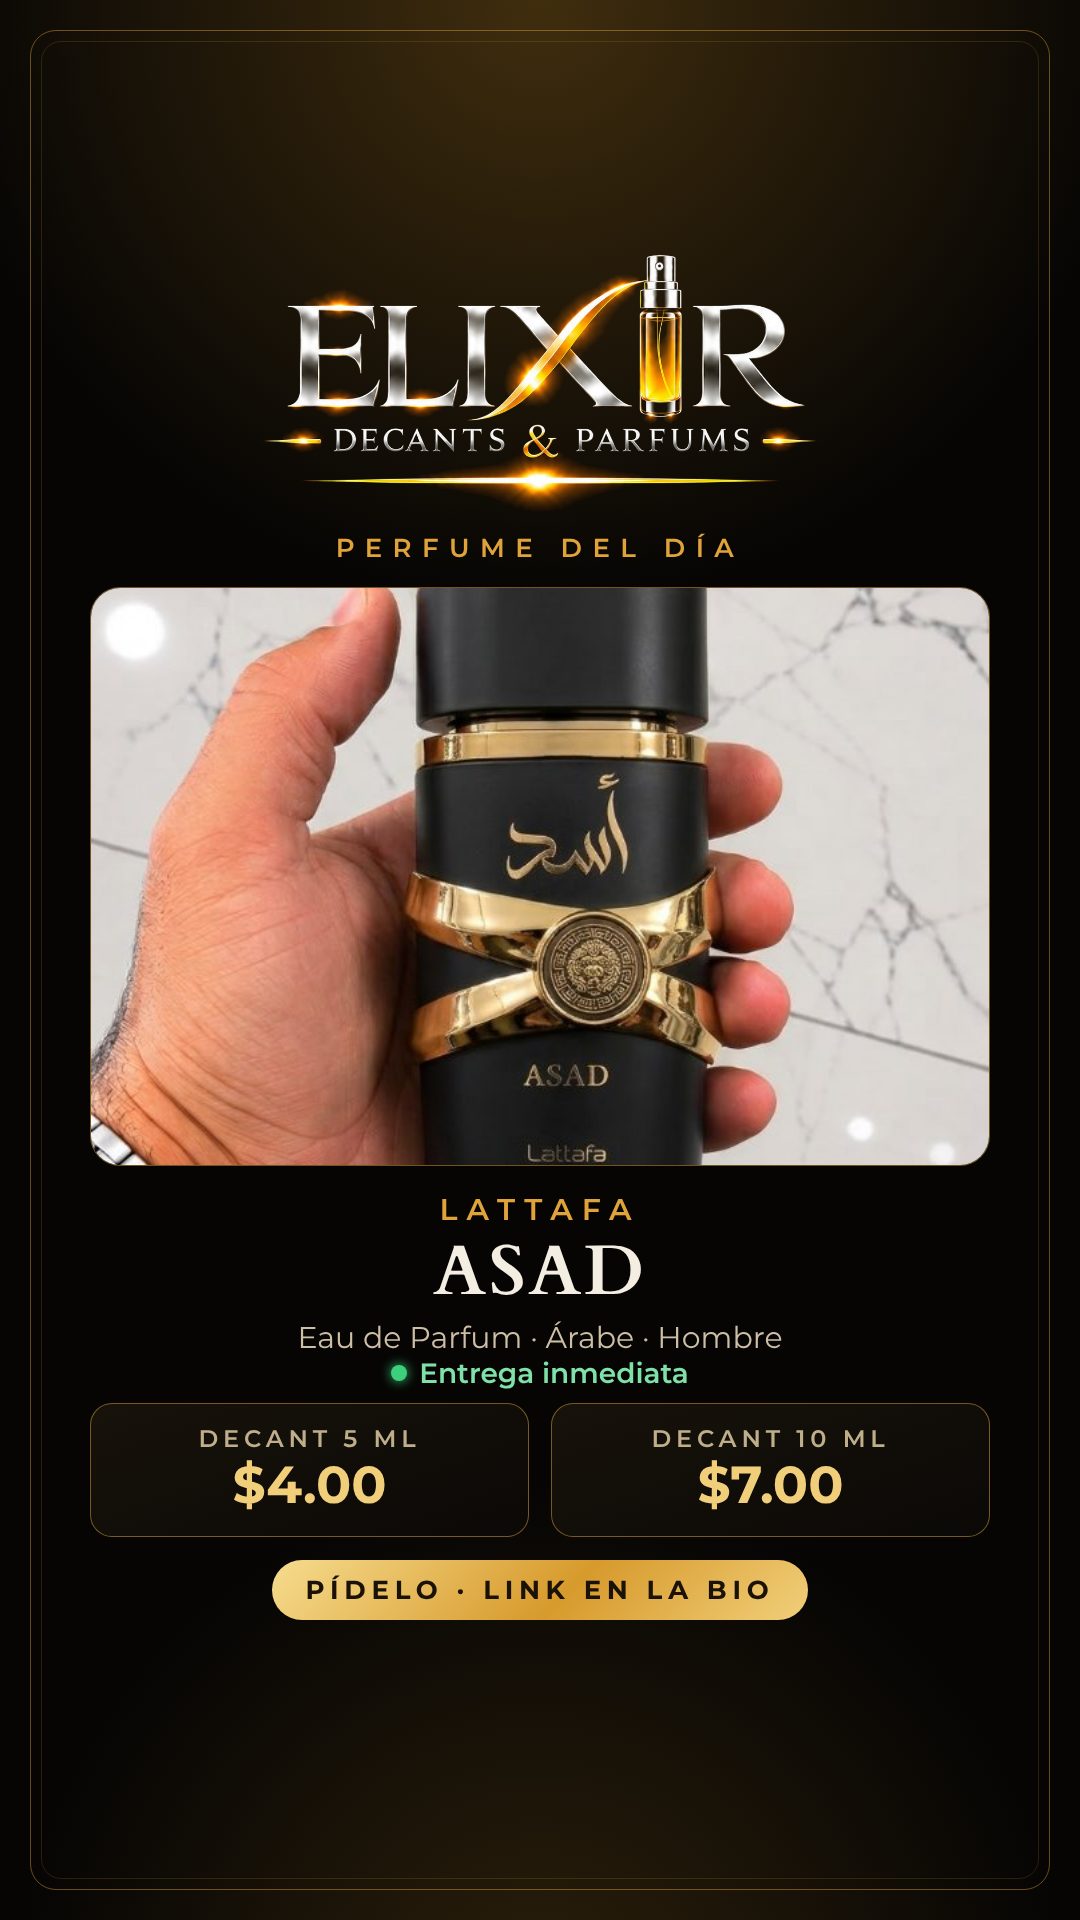 ELIXIR
DECANTS & PARFUMS
PERFUME DEL DÍA
أسد
ASAD
Lattafa
LATTAFA
ASAD
Eau de Parfum · Árabe · Hombre
Entrega inmediata
DECANT 5 ML
$4.00
DECANT 10 ML
$7.00
PÍDELO · LINK EN LA BIO